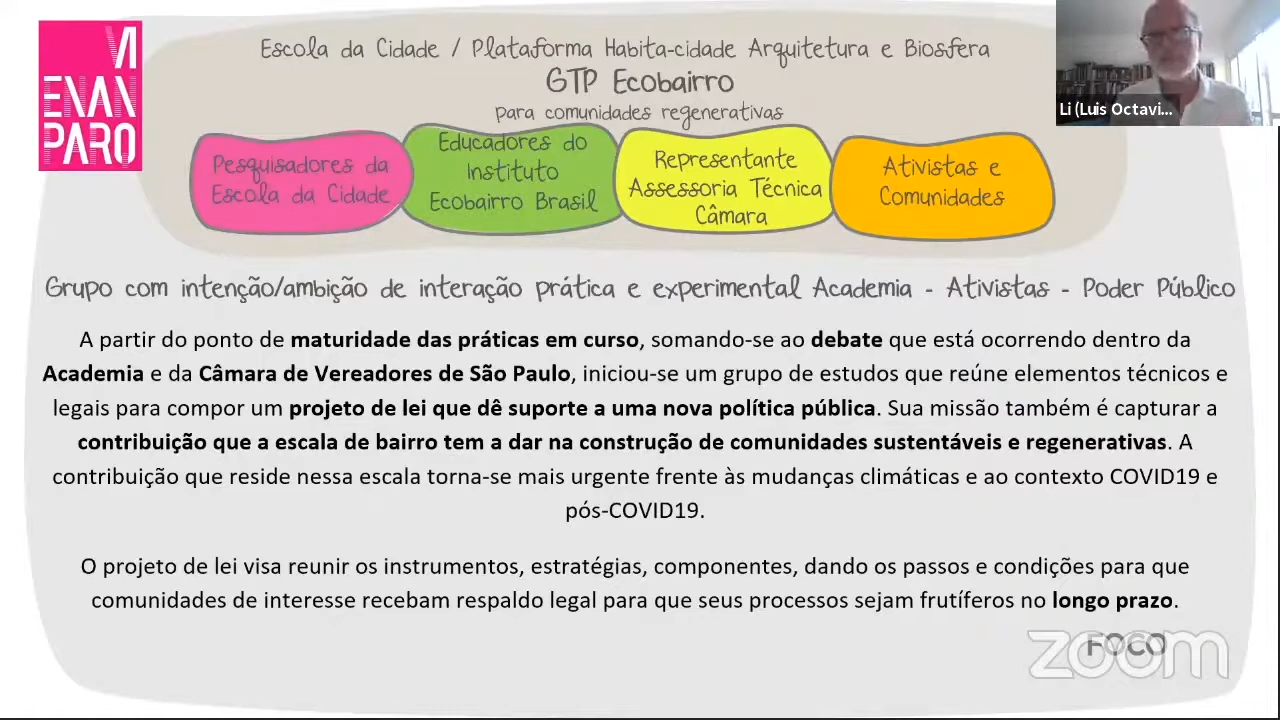 VI
ENAN
PARQ
Escola da Cidade / Plataforma Habita-cidade Arquitetura e Biosfera
GTP Ecobairro
para comunidades regenerativas
Li (Luis Octavi...
Pesquisadores da
Escola da Cidade
Educadores do
Instituto
Ecobairro Brasil
Representante
Assessoria Técnica
Câmara
Ativistas e
Comunidades
Grupo com intenção/ambição de interação prática e experimental Academia - Ativistas - Poder Público
A partir do ponto de maturidade das práticas em curso, somando-se ao debate que está ocorrendo dentro da
Academia e da Câmara de Vereadores de São Paulo, iniciou-se um grupo de estudos que reúne elementos técnicos e
legais para compor um projeto de lei que dê suporte a uma nova política pública. Sua missão também é capturar a
contribuição que a escala de bairro tem a dar na construção de comunidades sustentáveis e regenerativas. A
contribuição que reside nessa escala torna-se mais urgente frente às mudanças climáticas e ao contexto COVID19 e
pós-COVID19.
O projeto de lei visa reunir os instrumentos, estratégias, componentes, dando os passos e condições para que
comunidades de interesse recebam respaldo legal para que seus processos sejam frutíferos no longo prazo.
FOCO
zoom